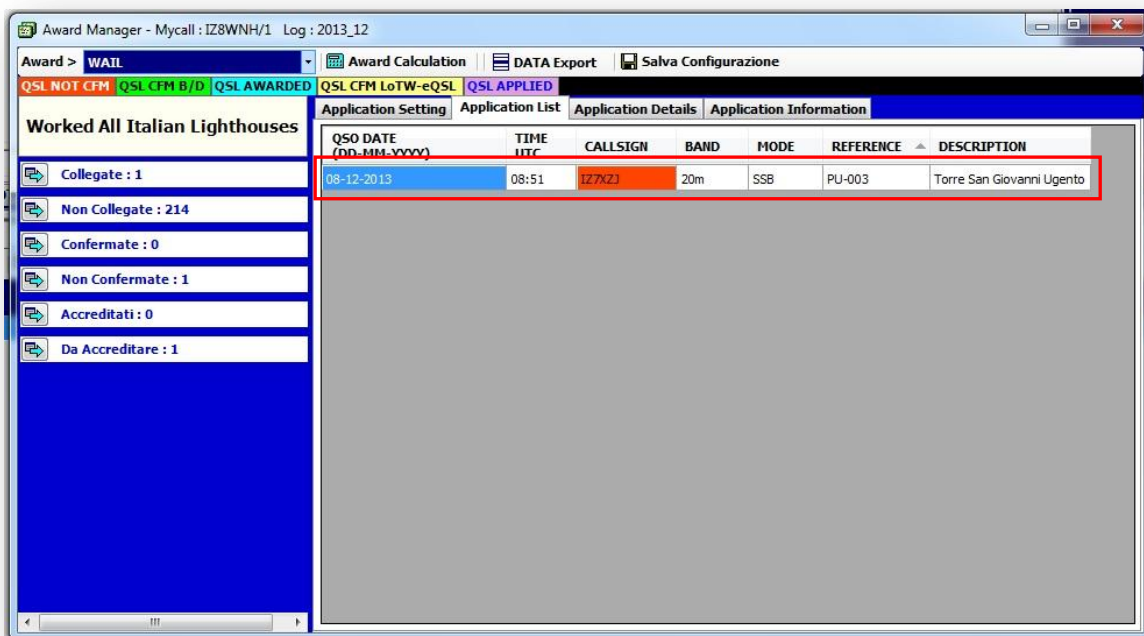 Award Manager - Mycall : IZ8WNH/1 Log : 2013_12
Award > WAIL Award Calculation DATA Export Salva Configurazione
QSL NOT CFM QSL CFM B/D QSL AWARDED QSL CFM LoTW-eQSL QSL APPLIED
Application Setting Application List Application Details Application Information
Worked All Italian Lighthouses
QSO DATE (DD-MM-YYYY) TIME UTC CALLSIGN BAND MODE REFERENCE DESCRIPTION
08-12-2013 08:51 IZ7XZJ 20m SSB PU-003 Torre San Giovanni Ugento
Collegate : 1
Non Collegate : 214
Confermate : 0
Non Confermate : 1
Accreditati : 0
Da Accreditare : 1